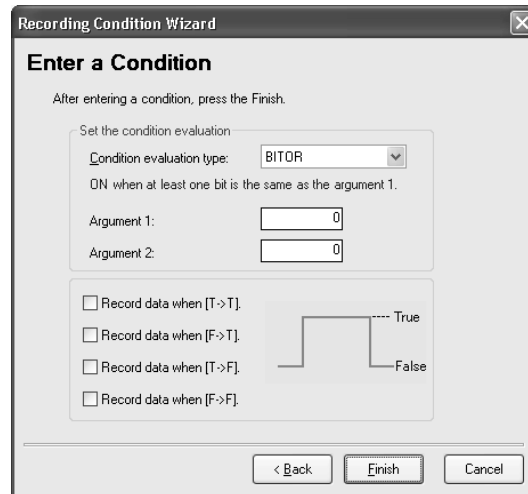 Recording Condition Wizard
Enter a Condition
After entering a condition, press the Finish.
Set the condition evaluation
Condition evaluation type: BITOR
ON when at least one bit is the same as the argument 1.
Argument 1: 0
Argument 2: 0
Record data when [T->T].
Record data when [F->T].
Record data when [T->F].
Record data when [F->F].
True
False
< Back Finish Cancel